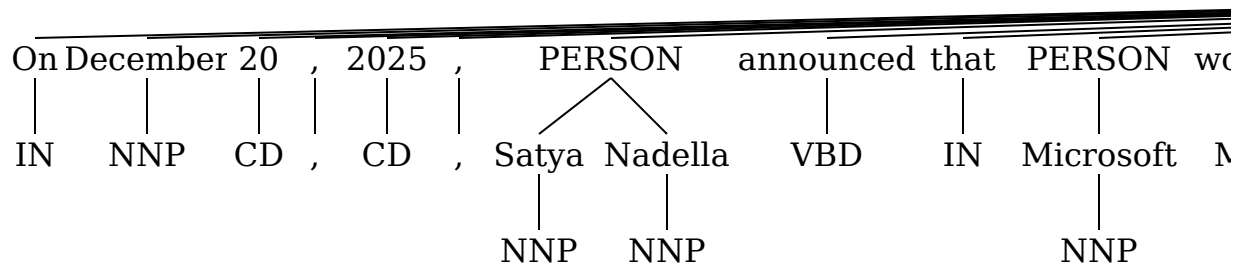 On December 20 , 2025 , PERSON announced that PERSON
IN NNP CD , CD , Satya Nadella VBD IN Microsoft
NNP NNP NNP